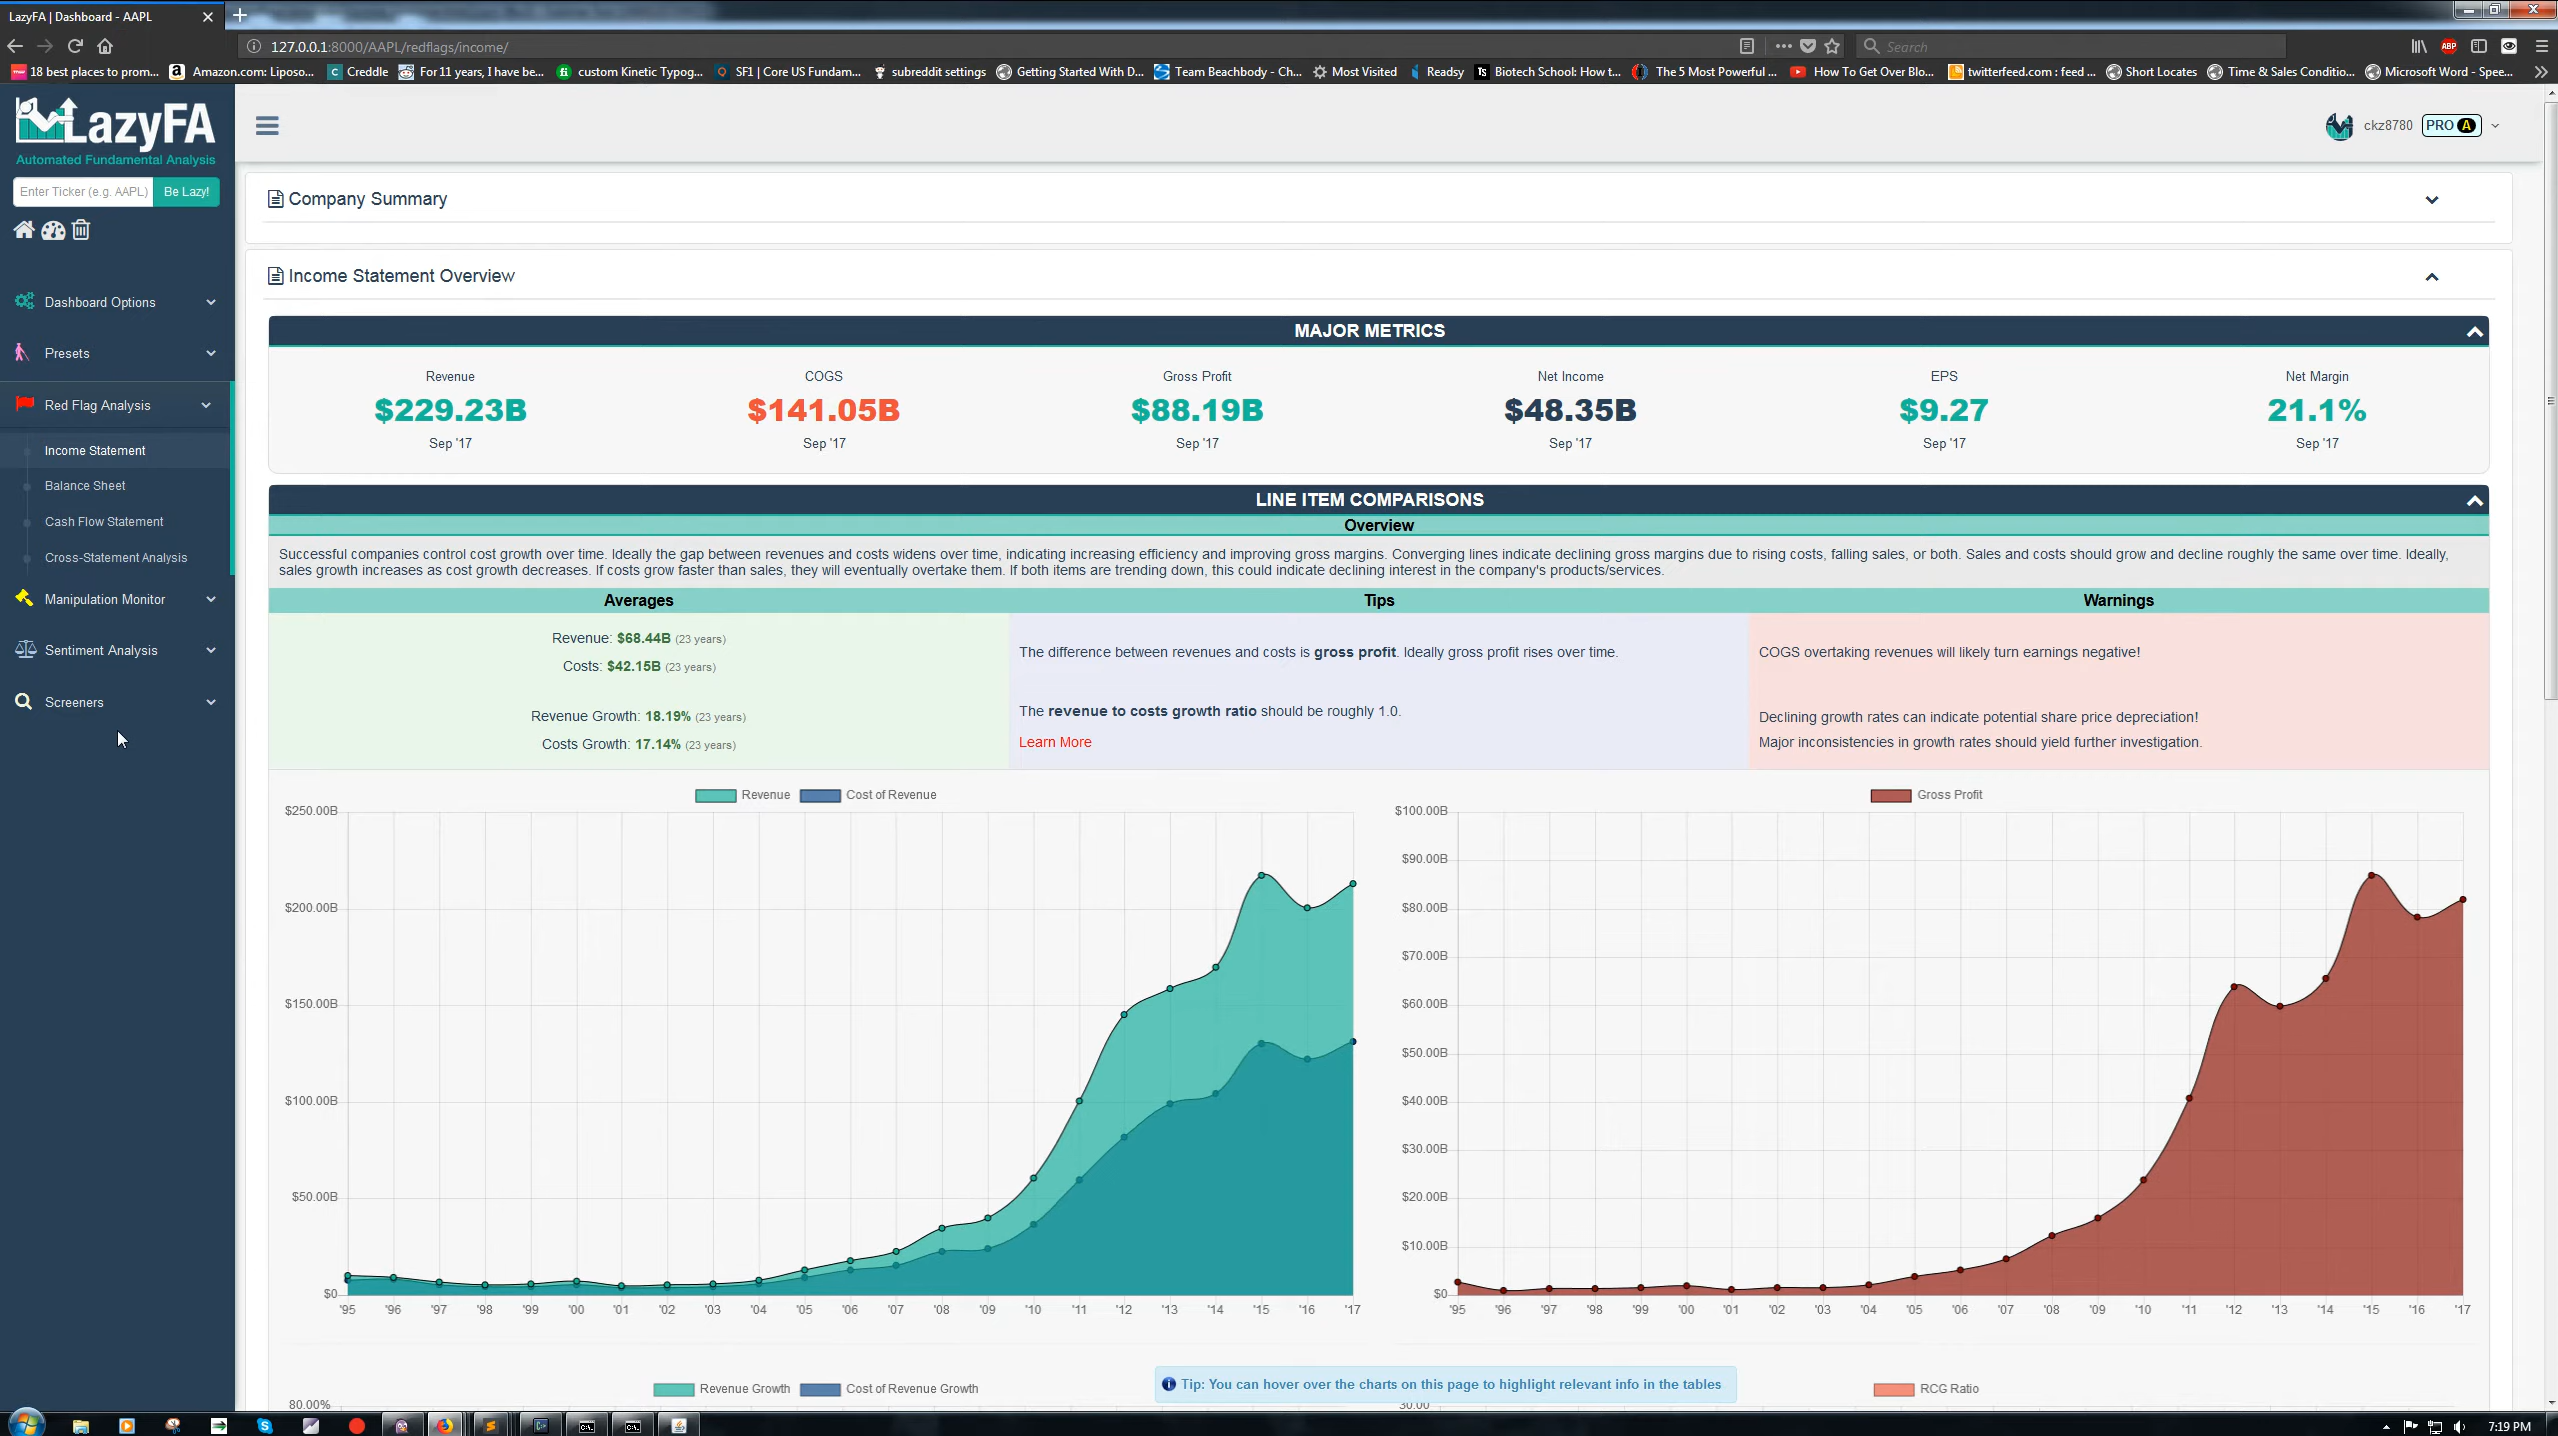 LazyFA | Dashboard - AAPL
127.0.0.1:8000/AAPL/redflags/income/
Search
18 best places to prom...
Amazon.com: Liposo...
Creddle
For 11 years, I have be...
custom Kinetic Typog...
SF1 | Core US Fundam...
subreddit settings
Getting Started With D...
Team Beachbody - Ch...
Most Visited
Readsy
Biotech School: How t...
The 5 Most Powerful ...
How To Get Over Blo...
twitterfeed.com : feed ...
Short Locates
Time & Sales Conditio...
Microsoft Word - Spee...
LazyFA
Automated Fundamental Analysis
Enter Ticker (e.g. AAPL)
Be Lazy!
ckz8780
PRO A
Dashboard Options
Presets
Red Flag Analysis
Income Statement
Balance Sheet
Cash Flow Statement
Cross-Statement Analysis
Manipulation Monitor
Sentiment Analysis
Screeners
Company Summary
Income Statement Overview
MAJOR METRICS
Revenue COGS Gross Profit Net Income EPS Net Margin
$229.23B $141.05B $88.19B $48.35B $9.27 21.1%
Sep '17 Sep '17 Sep '17 Sep '17 Sep '17 Sep '17
LINE ITEM COMPARISONS
Overview
Successful companies control cost growth over time. Ideally the gap between revenues and costs widens over time, indicating increasing efficiency and improving gross margins. Converging lines indicate declining gross margins due to rising costs, falling sales, or both. Sales and costs should grow and decline roughly the same over time. Ideally,
sales growth increases as cost growth decreases. If costs grow faster than sales, they will eventually overtake them. If both items are trending down, this could indicate declining interest in the company's products/services.
Averages
Revenue: $68.44B (23 years)
Costs: $42.15B (23 years)
Revenue Growth: 18.19% (23 years)
Costs Growth: 17.14% (23 years)
Tips
The difference between revenues and costs is gross profit. Ideally gross profit rises over time.
The revenue to costs growth ratio should be roughly 1.0.
Learn More
Warnings
COGS overtaking revenues will likely turn earnings negative!
Declining growth rates can indicate potential share price depreciation!
Major inconsistencies in growth rates should yield further investigation.
Revenue Cost of Revenue
$250.00B
$200.00B
$150.00B
$100.00B
$50.00B
$0
'95 '96 '97 '98 '99 '00 '01 '02 '03 '04 '05 '06 '07 '08 '09 '10 '11 '12 '13 '14 '15 '16 '17
Gross Profit
$100.00B
$90.00B
$80.00B
$70.00B
$60.00B
$50.00B
$40.00B
$30.00B
$20.00B
$10.00B
$0
'95 '96 '97 '98 '99 '00 '01 '02 '03 '04 '05 '06 '07 '08 '09 '10 '11 '12 '13 '14 '15 '16 '17
Revenue Growth Cost of Revenue Growth
80.00%
Tip: You can hover over the charts on this page to highlight relevant info in the tables
RCG Ratio
30.00
7:19 PM